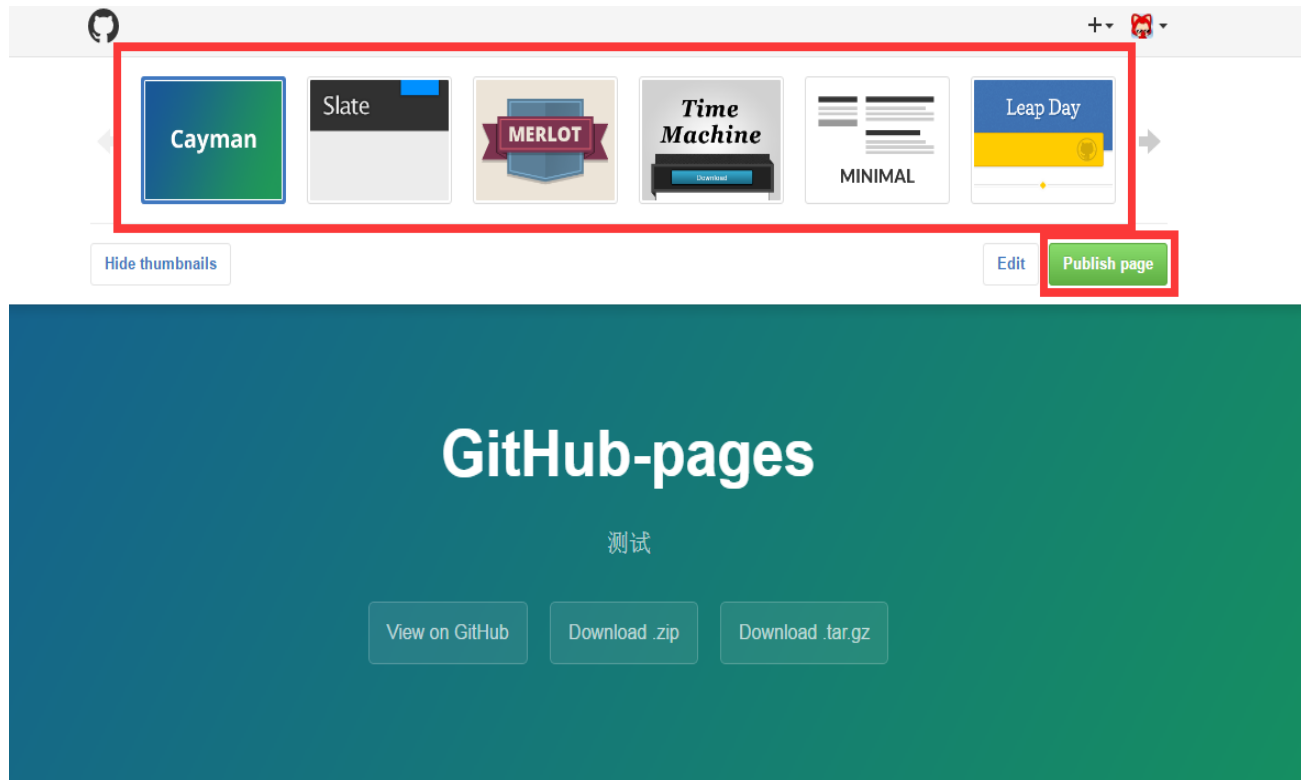 Cayman
Slate
MERLOT
Time
Machine
Download
MINIMAL
Leap Day
Hide thumbnails
Edit
Publish page
GitHub-pages
测试
View on GitHub
Download .zip
Download .tar.gz